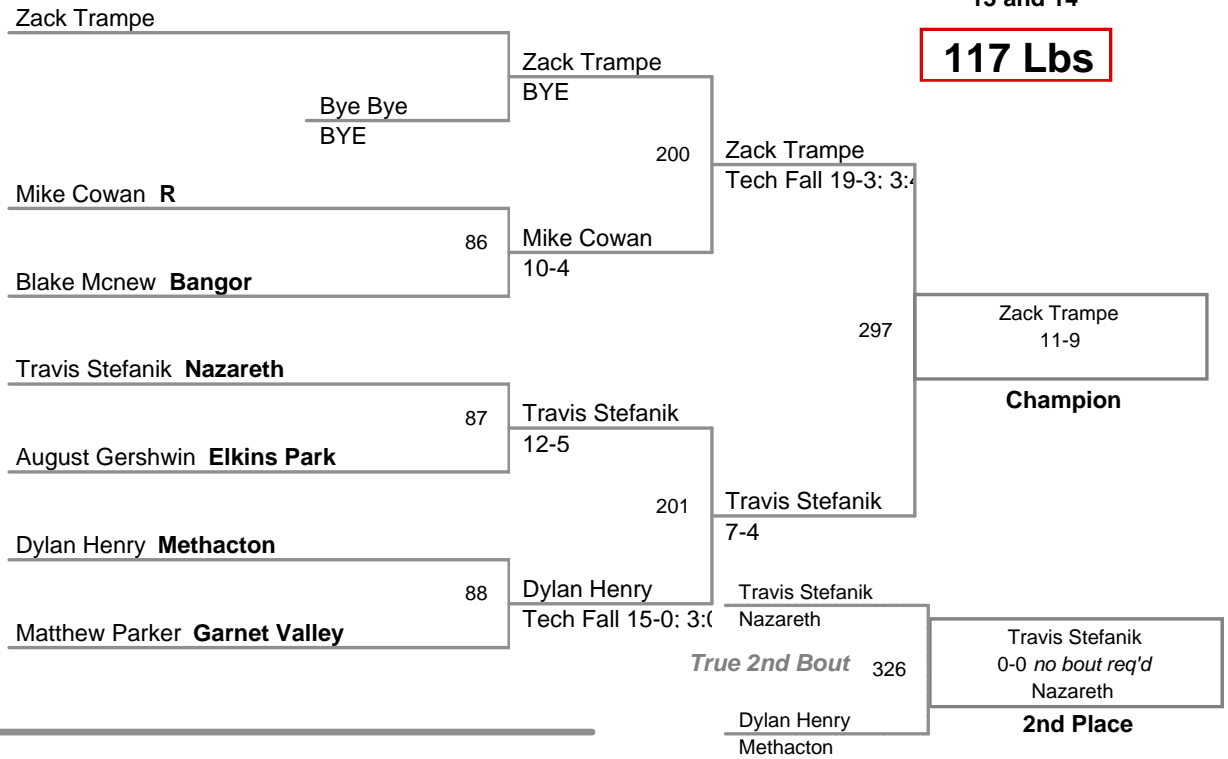 13 and 14
117 Lbs
Zack Trampe
Bye Bye
BYE
Zack Trampe
BYE
200
Zack Trampe
Tech Fall 19-3: 3:
Mike Cowan R
86
Blake Mcnew Bangor
Mike Cowan
10-4
297
Zack Trampe
11-9
Champion
Travis Stefanik Nazareth
87
August Gershwin Elkins Park
Travis Stefanik
12-5
201
Travis Stefanik
7-4
Dylan Henry Methacton
88
Matthew Parker Garnet Valley
Dylan Henry
Tech Fall 15-0: 3:
Travis Stefanik
Nazareth
True 2nd Bout 326
Dylan Henry
Methacton
Travis Stefanik
0-0 no bout req'd
Nazareth
2nd Place